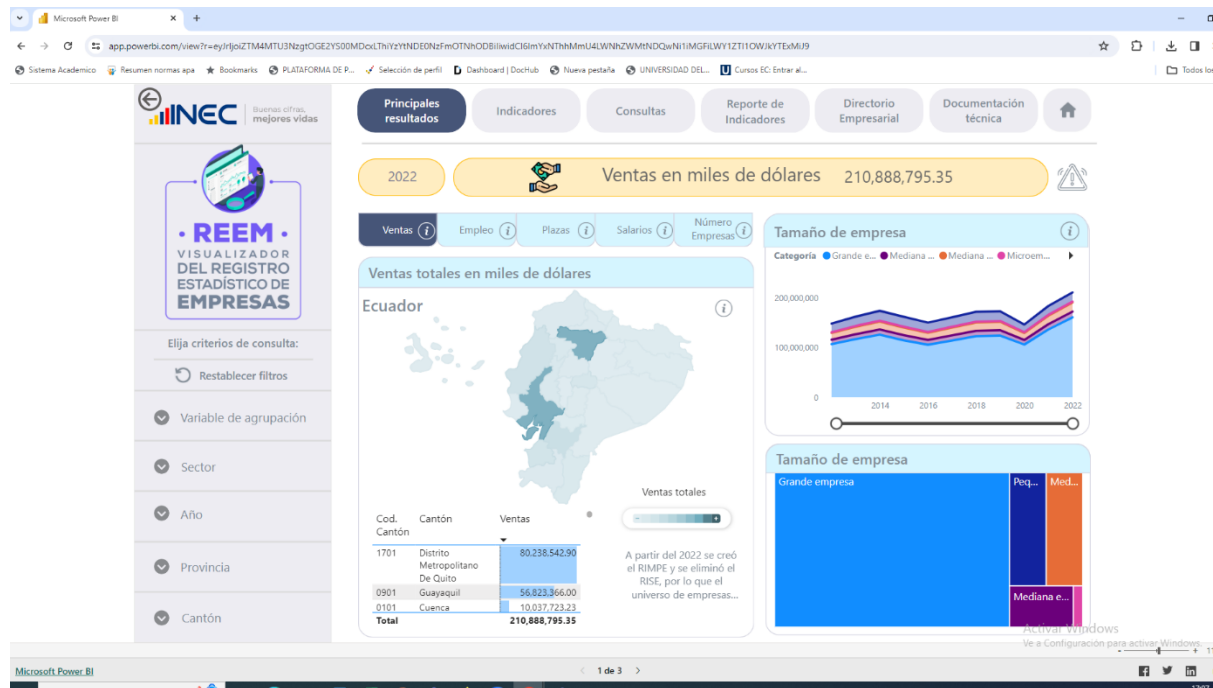 Microsoft Power BI
app.powerbi.com/view?r=
Sistema Academico
Resumen normas apa
Bookmarks
PLATAFORMA DE P...
Selección de perfil
Dashboard | DocHub
Nueva pestaña
UNIVERSIDAD DEL...
Cursos EC: Entrar al...
Todos los
INEC
Buenas cifras,
mejores vidas
Principales
resultados
Indicadores
Consultas
Reporte de
Indicadores
Directorio
Empresarial
Documentación
técnica
2022
Ventas en miles de dólares 210,888,795.35
· REEM ·
VISUALIZADOR
DEL REGISTRO
ESTADÍSTICO DE
EMPRESAS
Elija criterios de consulta:
Restablecer filtros
Variable de agrupación
Sector
Año
Provincia
Cantón
Ventas
Empleo
Plazas
Salarios
Número
Empresas
Ventas totales en miles de dólares
Ecuador
Ventas totales
- +
Cod.
Cantón
Cantón
Ventas
1701 Distrito
Metropolitano
De Quito
80.238.542.90
0901 Guayaquil 56.823.366.00
0101 Cuenca 10,037,723.23
Total 210,888,795.35
A partir del 2022 se creó
el RIMPE y se eliminó el
RISE, por lo que el
universo de empresas...
Tamaño de empresa
Categoría Grande e... Mediana ... Mediana ... Microem...
200,000,000
100,000,000
0
2014 2016 2018 2020 2022
Tamaño de empresa
Grande empresa
Peq...
Med...
Mediana e...
Activar Windows
Ve a Configuración para activar Windows.
Microsoft Power BI
1 de 3
17:07